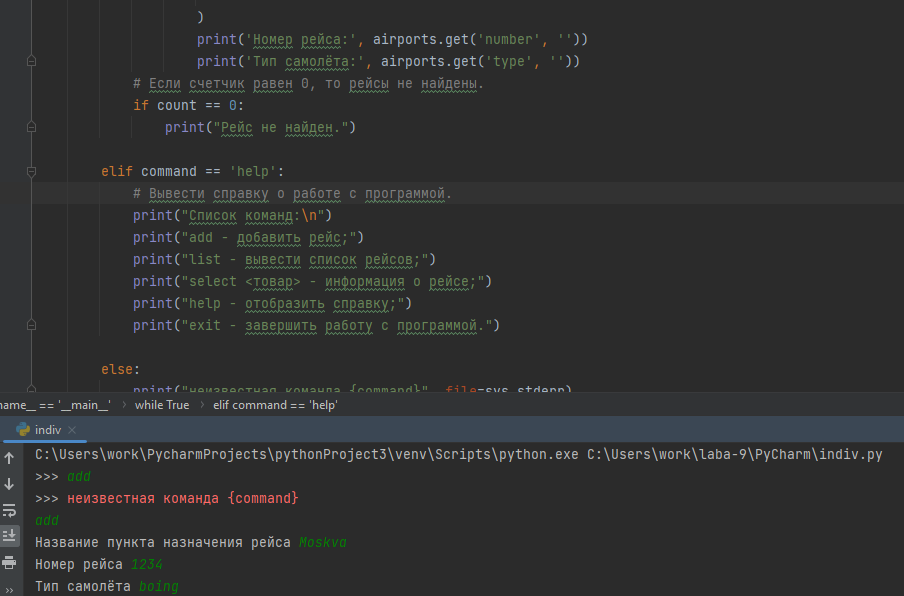 )
print('Номер рейса:', airports.get('number', ''))
print('Тип самолёта:', airports.get('type', ''))
# Если счетчик равен 0, то рейсы не найдены.
if count == 0:
print("Рейс не найден.")
elif command == 'help':
# Вывести справку о работе с программой.
print("Список команд:\n")
print("add - добавить рейс;")
print("list - вывести список рейсов;")
print("select <товар> - информация о рейсе;")
print("help - отобразить справку;")
print("exit - завершить работу с программой.")
else:
print("неизвестная команда {command}", file=sys.stderr)
name__ == '__main__' › while True › elif command == 'help'
indiv ×
C:\Users\work\PycharmProjects\pythonProject3\venv\Scripts\python.exe C:\Users\work\laba-9\PyCharm\indiv.py
>>> add
>>> неизвестная команда {command}
add
Название пункта назначения рейса Moskva
Номер рейса 1234
Тип самолёта boing